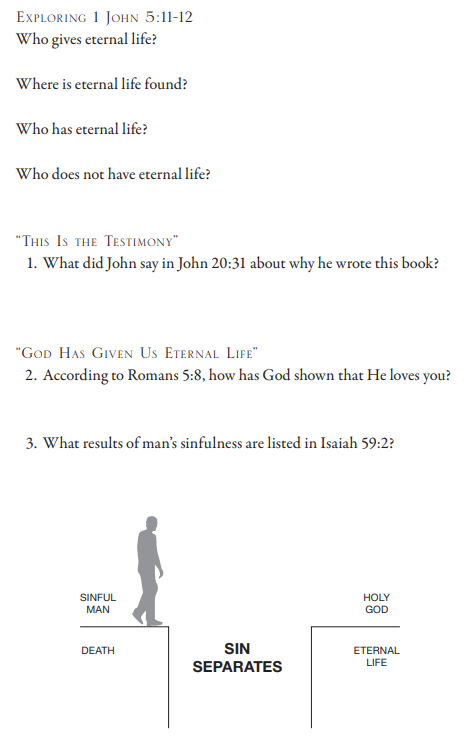 Exploring 1 John 5:11-12
Who gives eternal life?
Where is eternal life found?
Who has eternal life?
Who does not have eternal life?
“This Is the Testimony”
1. What did John say in John 20:31 about why he wrote this book?
“God Has Given Us Eternal Life”
2. According to Romans 5:8, how has God shown that He loves you?
3. What results of man’s sinfulness are listed in Isaiah 59:2?
SINFUL
MAN
HOLY
GOD
DEATH
SIN
SEPARATES
ETERNAL
LIFE